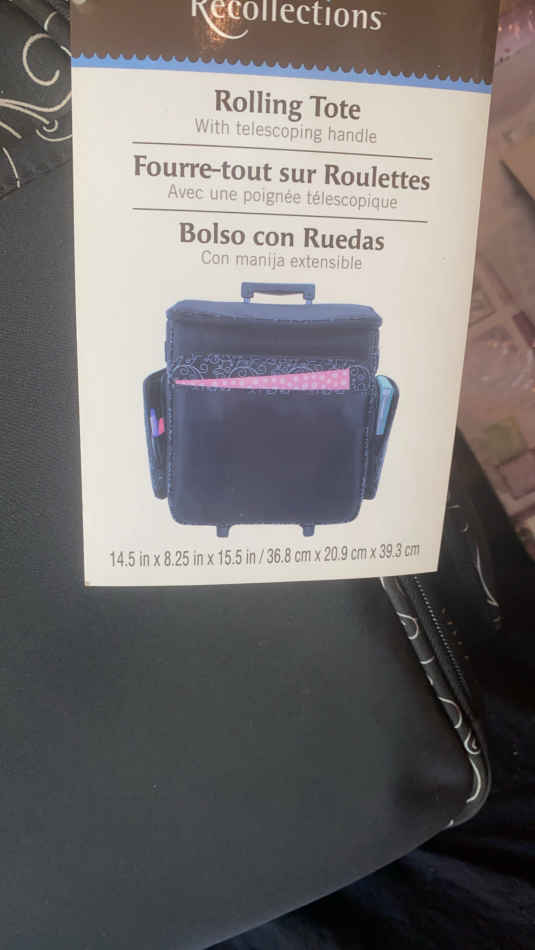 Recollections™
Rolling Tote
With telescoping handle
Fourre-tout sur Roulettes
Avec une poignée télescopique
Bolso con Ruedas
Con manija extensible
14.5 in x 8.25 in x 15.5 in / 36.8 cm x 20.9 cm x 39.3 cm